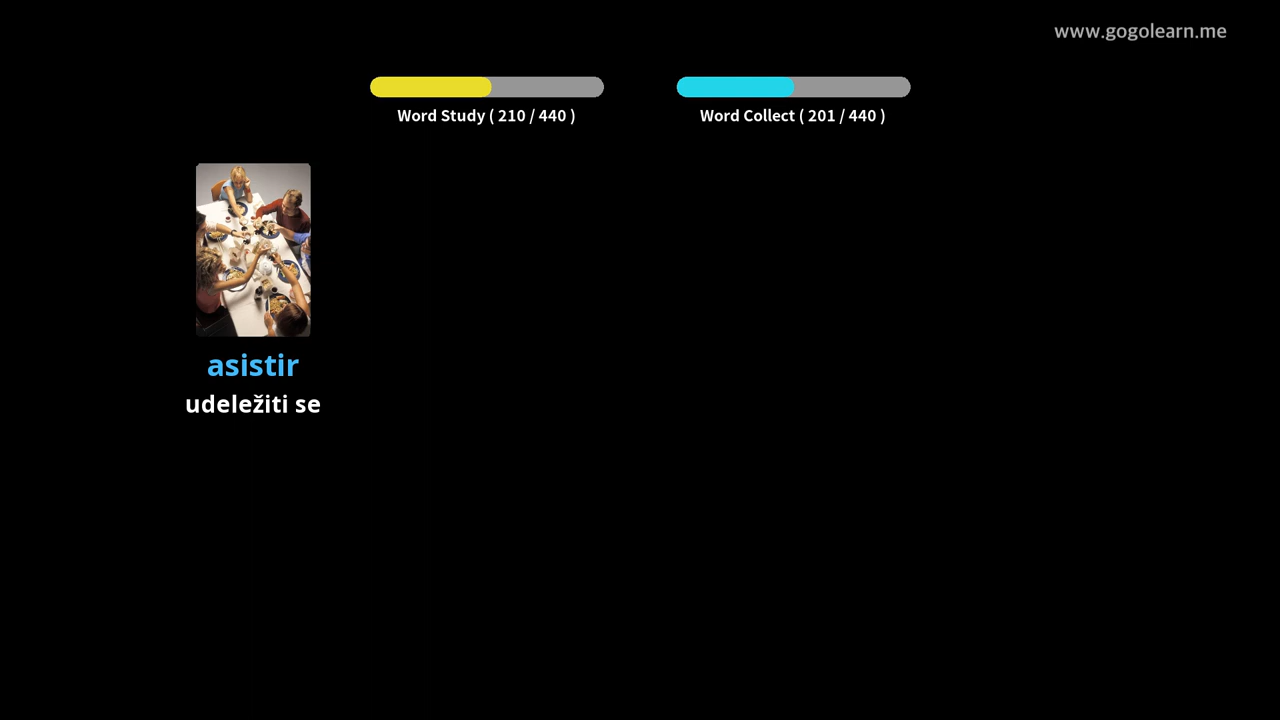 www.gogolearn.me
Word Study ( 210 / 440 )
Word Collect ( 201 / 440 )
asistir
udeležiti se